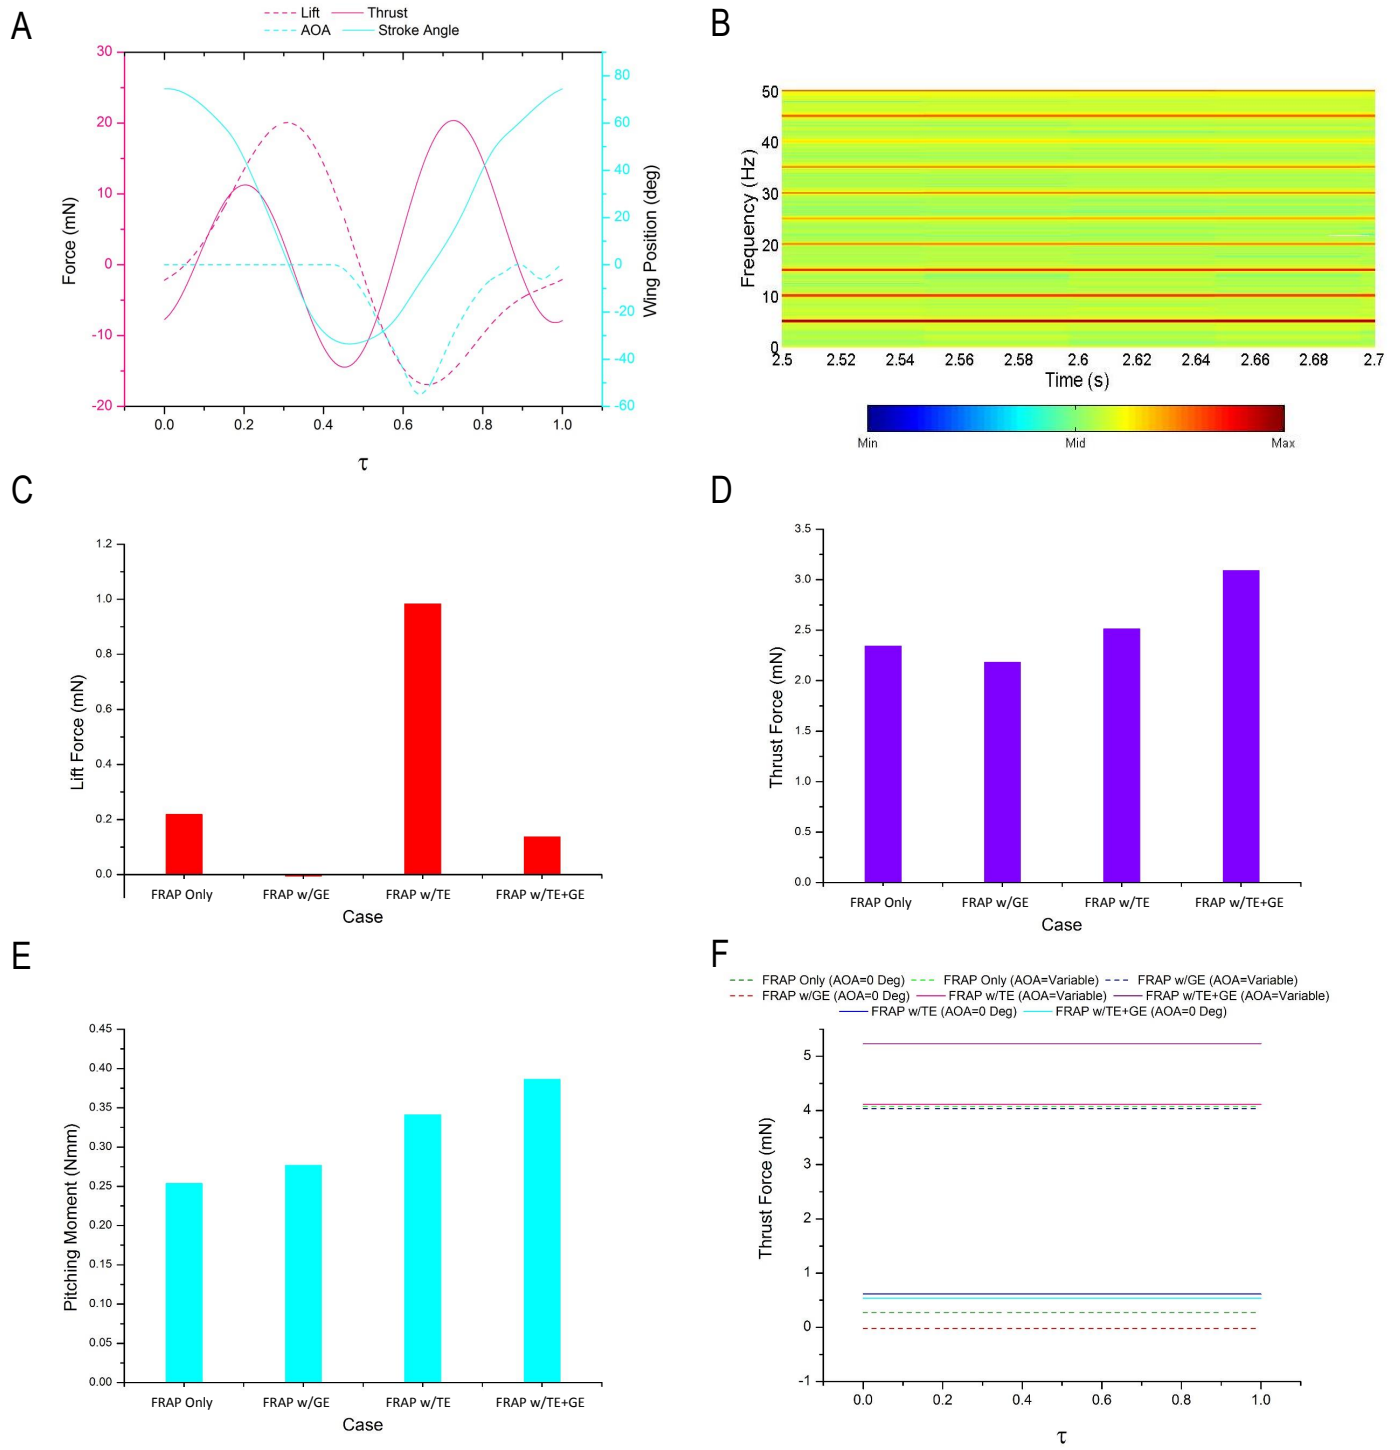 A
Lift Thrust
AOA Stroke Angle
30
20
10
0
-10
-20
Force (mN)
80
60
40
20
0
-20
-40
-60
Wing Position (deg)
0.0 0.2 0.4 0.6 0.8 1.0
τ
B
50
40
30
20
10
0
Frequency (Hz)
2.5 2.52 2.54 2.56 2.58 2.6 2.62 2.64 2.66 2.68 2.7
Time (s)
Min Mid Max
C
1.2
1.0
0.8
0.6
0.4
0.2
0.0
Lift Force (mN)
FRAP Only FRAP w/GE FRAP w/TE FRAP w/TE+GE
Case
D
3.5
3.0
2.5
2.0
1.5
1.0
0.5
0.0
Thrust Force (mN)
FRAP Only FRAP w/GE FRAP w/TE FRAP w/TE+GE
Case
E
0.45
0.40
0.35
0.30
0.25
0.20
0.15
0.10
0.05
0.00
Pitching Moment (Nmm)
FRAP Only FRAP w/GE FRAP w/TE FRAP w/TE+GE
Case
F
FRAP Only (AOA=0 Deg) FRAP Only (AOA=Variable) FRAP w/GE (AOA=Variable)
FRAP w/GE (AOA=0 Deg) FRAP w/TE (AOA=Variable) FRAP w/TE+GE (AOA=Variable)
FRAP w/TE (AOA=0 Deg) FRAP w/TE+GE (AOA=0 Deg)
5
4
3
2
1
0
-1
Thrust Force (mN)
0.0 0.2 0.4 0.6 0.8 1.0
τ